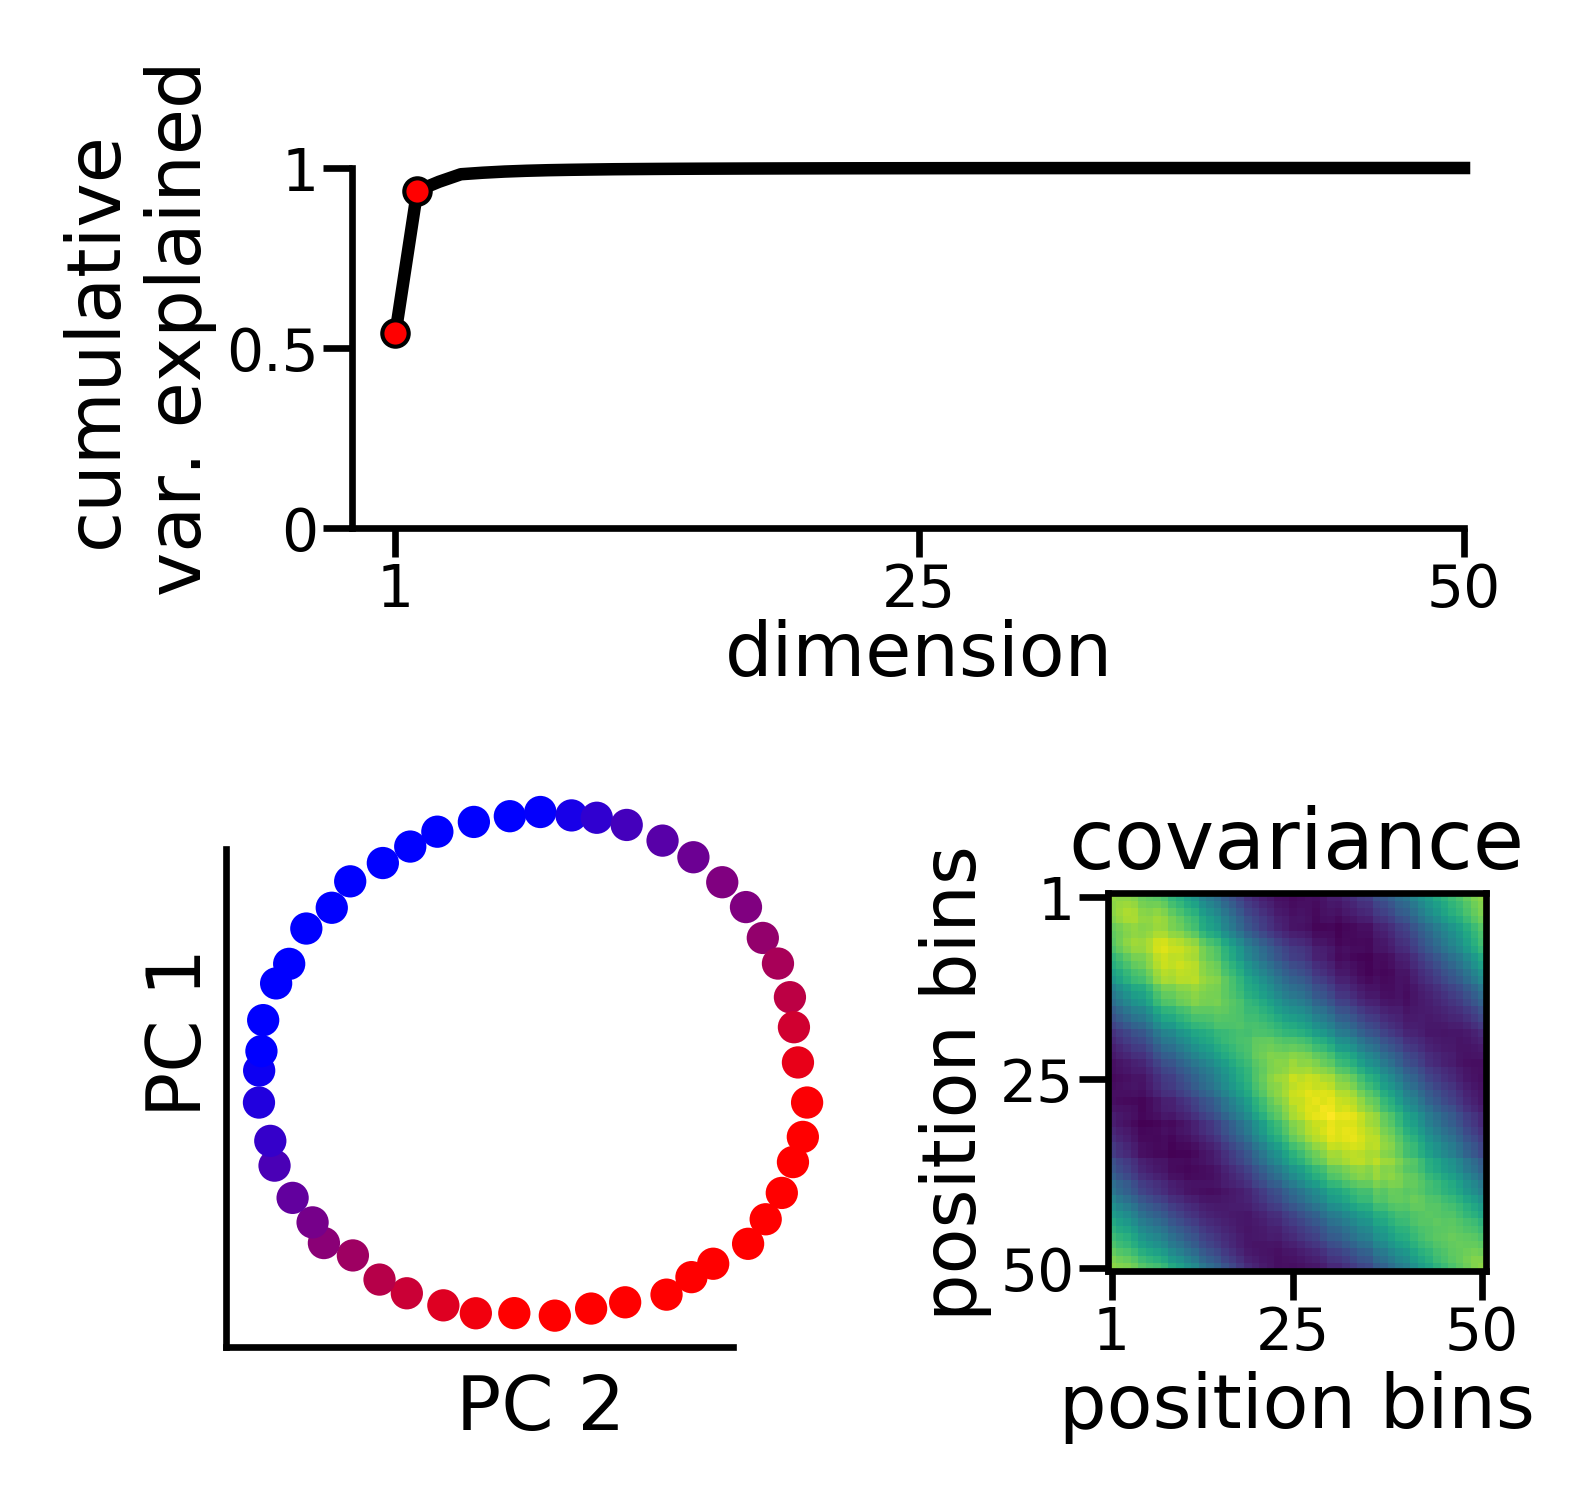 cumulative
var. explained
1
0.5
0
1
25
50
dimension
PC 1
PC 2
covariance
position bins
1
25
50
1
25
50
position bins